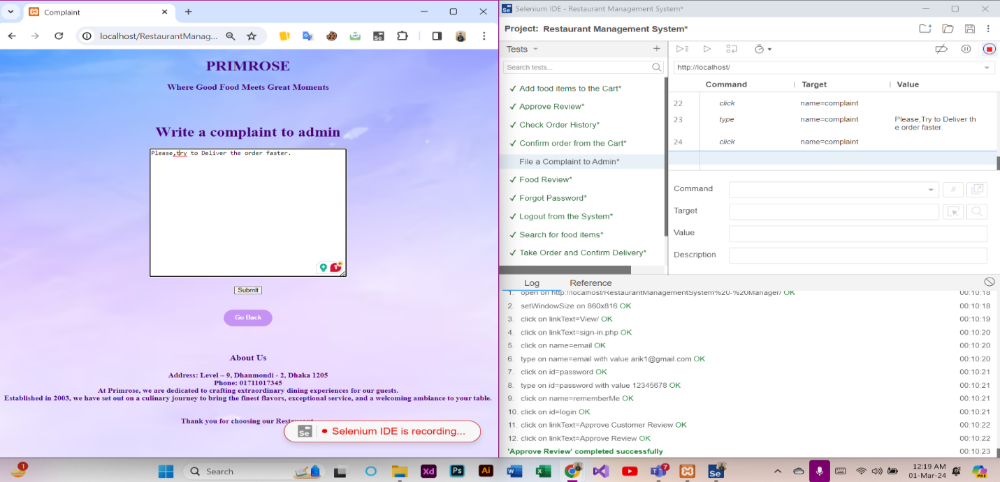 Complaint
localhost/RestaurantManag...
PRIMROSE
Where Good Food Meets Great Moments
Write a complaint to admin
Please,try to Deliver the order faster.
1
Submit
Go Back
About Us
Address: Level – 9, Dhanmondi - 2, Dhaka 1205
Phone: 01711017345
At Primrose, we are dedicated to crafting extraordinary dining experiences for our guests.
Established in 2003, we have set out on a culinary journey to bring the finest flavors, exceptional service, and a welcoming ambiance to your table.
Thank you for choosing our Restaurant
Se Selenium IDE is recording...
Se Selenium IDE - Restaurant Management System*
Project: Restaurant Management System*
Tests
Search tests...
Add food items to the Cart*
Approve Review*
Check Order History*
Confirm order from the Cart*
File a Complaint to Admin*
Food Review*
Forgot Password*
Logout from the System*
Search for food items*
Take Order and Confirm Delivery*
http://localhost/
Command Target Value
22 click name=complaint
23 type name=complaint Please,Try to Deliver th
e order faster.
24 click name=complaint
Command
//
Target
Value
Description
Log Reference
1. open on http://localhost/RestaurantManagementSystem%20-%20Manager/ OK 00:10:18
2. setWindowSize on 860x816 OK 00:10:18
3. click on linkText=View/ OK 00:10:19
4. click on linkText=sign-in.php OK 00:10:20
5. click on name=email OK 00:10:20
6. type on name=email with value arik1@gmail.com OK 00:10:20
7. click on id=password OK 00:10:21
8. type on id=password with value 12345678 OK 00:10:21
9. click on name=rememberMe OK 00:10:21
10. click on id=login OK 00:10:21
11. click on linkText=Approve Customer Review OK 00:10:22
12. click on linkText=Approve Review OK 00:10:22
'Approve Review' completed successfully 00:10:23
1
Search
Xd
Ps
Ai
7
Se
12:19 AM
01-Mar-24
PRE